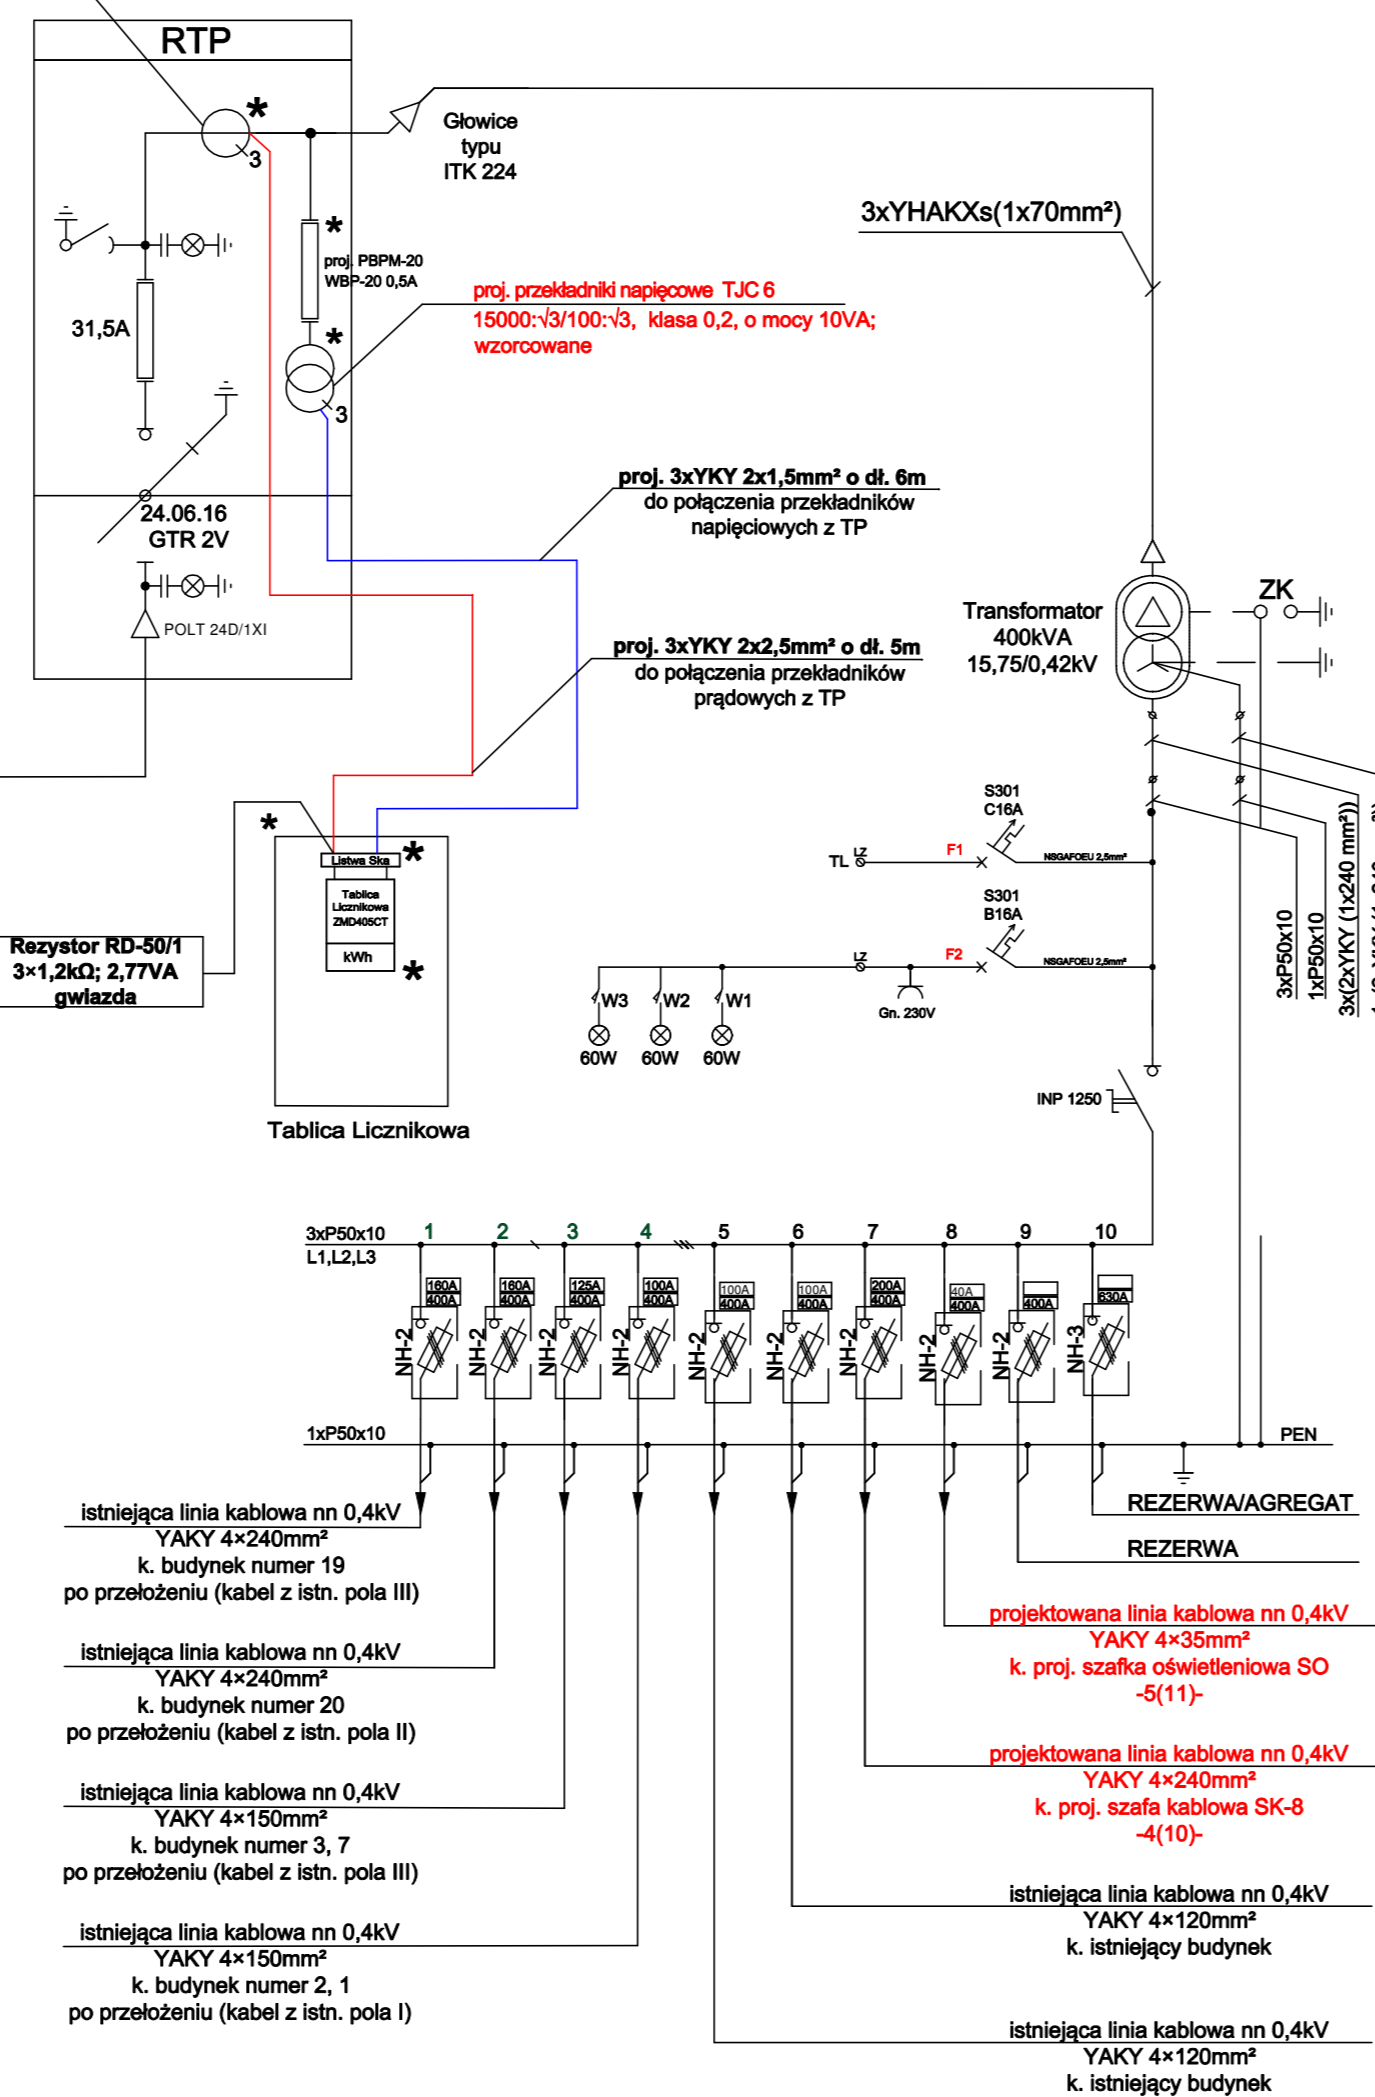 RTP
*
3
Głowice
typu
ITK 224
3xYHAKXs(1x70mm²)
*
proj. PBPM-20
WBP-20 0,5A
31,5A
proj. przekładniki napięcowe TJC 6
15000:√3/100:√3, klasa 0,2, o mocy 10VA;
wzorcowane
*
3
proj. 3xYKY 2x1,5mm² o dł. 6m
do połączenia przekładników
napięciowych z TP
24.06.16
GTR 2V
POLT 24D/1XI
proj. 3xYKY 2x2,5mm² o dł. 5m
do połączenia przekładników
prądowych z TP
Transformator
400kVA
15,75/0,42kV
ZK
*
Listwa Ska
*
Tablica
Licznikowa
ZMD405CT
kWh
*
Rezystor RD-50/1
3×1,2kΩ; 2,77VA
gwiazda
Tablica Licznikowa
S301
C16A
TL
LZ
F1
NSGAFOEU 2,5mm²
S301
B16A
LZ
F2
NSGAFOEU 2,5mm²
Gn. 230V
W3
W2
W1
60W
60W
60W
3xP50x10
1xP50x10
3x(2xYKY (1x240 mm²))
INP 1250
3xP50x10
L1,L2,L3
1 2 3 4 5 6 7 8 9 10
160A 160A 125A 100A 100A 100A 200A 40A
400A 400A 400A 400A 400A 400A 400A 400A 400A 630A
NH-2 NH-2 NH-2 NH-2 NH-2 NH-2 NH-2 NH-2 NH-2 NH-3
1xP50x10
PEN
REZERWA/AGREGAT
REZERWA
istniejąca linia kablowa nn 0,4kV
YAKY 4×240mm²
k. budynek numer 19
po przełożeniu (kabel z istn. pola III)
istniejąca linia kablowa nn 0,4kV
YAKY 4×240mm²
k. budynek numer 20
po przełożeniu (kabel z istn. pola II)
istniejąca linia kablowa nn 0,4kV
YAKY 4×150mm²
k. budynek numer 3, 7
po przełożeniu (kabel z istn. pola III)
istniejąca linia kablowa nn 0,4kV
YAKY 4×150mm²
k. budynek numer 2, 1
po przełożeniu (kabel z istn. pola I)
projektowana linia kablowa nn 0,4kV
YAKY 4×35mm²
k. proj. szafka oświetleniowa SO
-5(11)-
projektowana linia kablowa nn 0,4kV
YAKY 4×240mm²
k. proj. szafa kablowa SK-8
-4(10)-
istniejąca linia kablowa nn 0,4kV
YAKY 4×120mm²
k. istniejący budynek
istniejąca linia kablowa nn 0,4kV
YAKY 4×120mm²
k. istniejący budynek